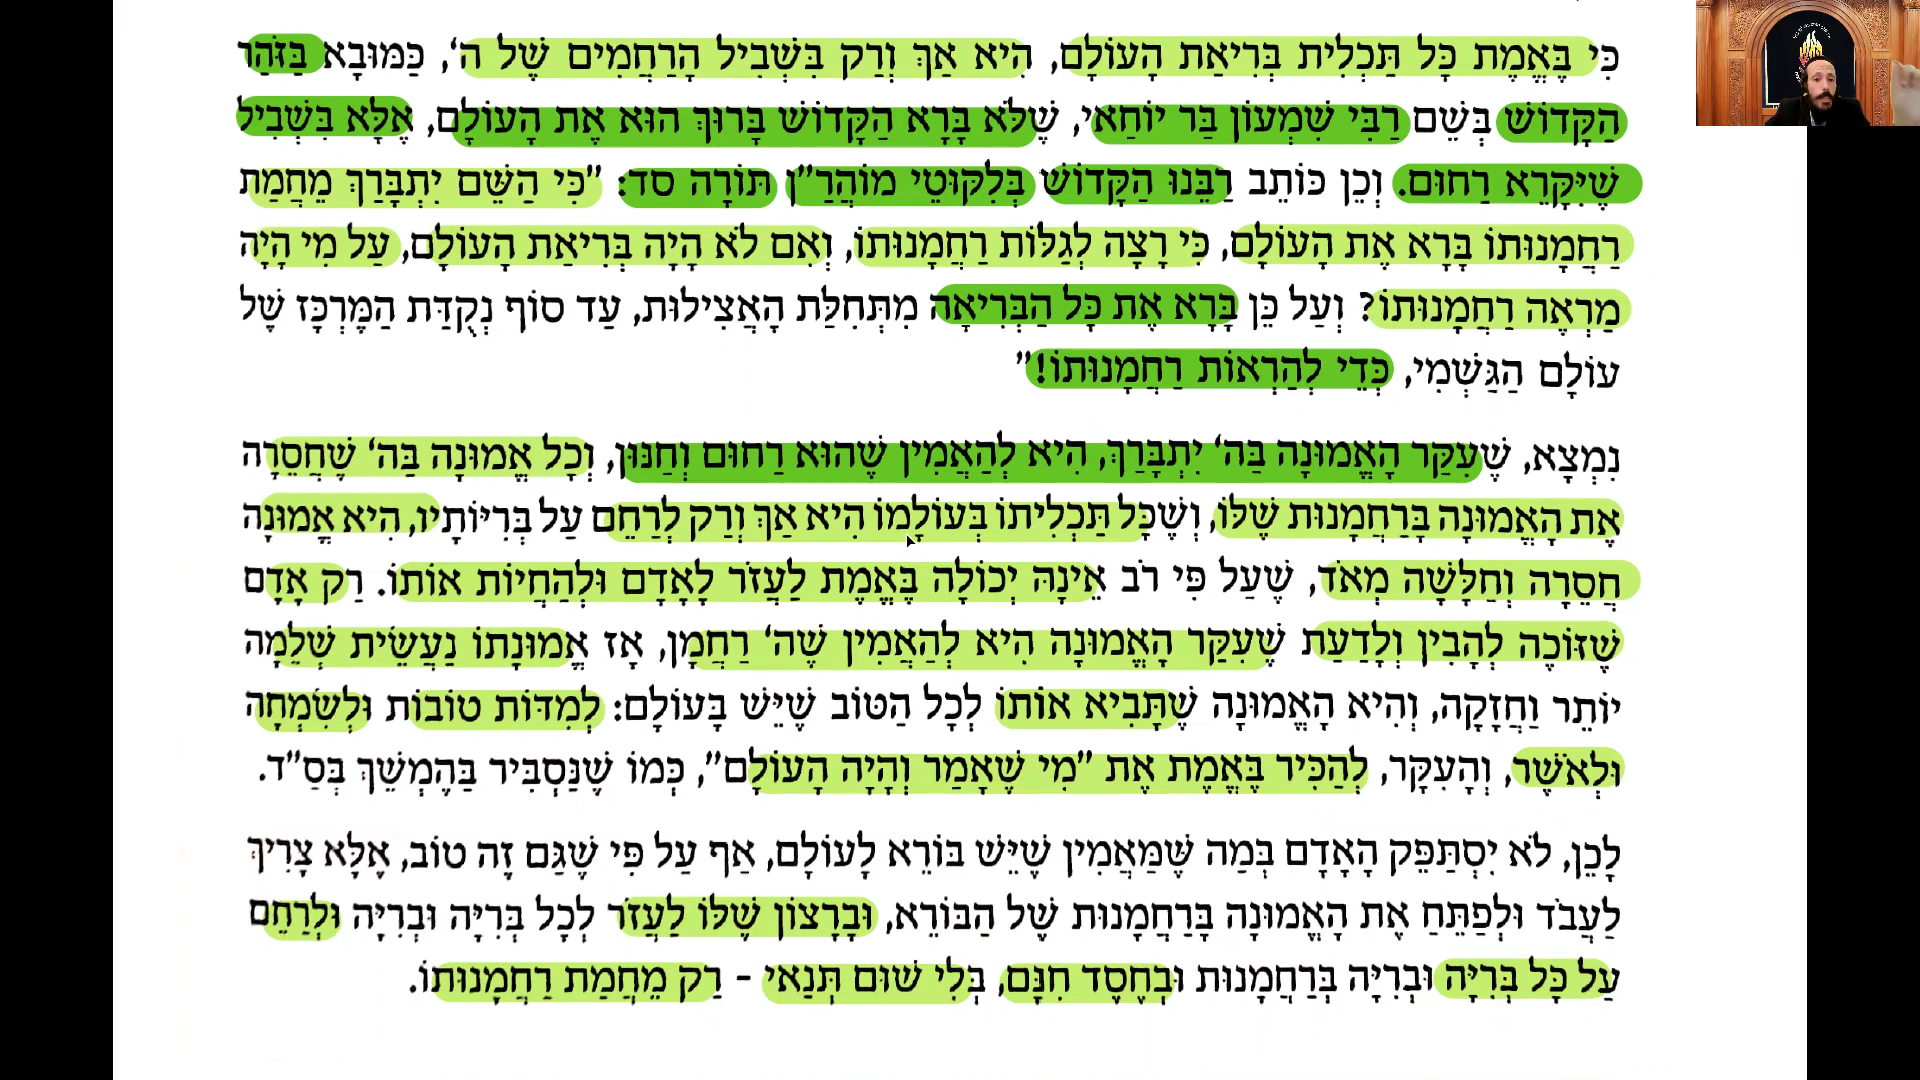 כִּי בֶּאֱמֶת כָּל תַּכְלִית בְּרִיאַת הָעוֹלָם, הִיא אַךְ וְרַק בִּשְׁבִיל הָרַחֲמִים שֶׁל ה', כַּמּוּבָא בַּזֹּהַר
הַקָּדוֹשׁ בְּשֵׁם רַבִּי שִׁמְעוֹן בַּר יוֹחַאי, שֶׁלֹּא בָּרָא הַקָּדוֹשׁ בָּרוּךְ הוּא אֶת הָעוֹלָם, אֶלָּא בִּשְׁבִיל
שֶׁיִּקָּרֵא רַחוּם. וְכֵן כּוֹתֵב רַבֵּנוּ הַקָּדוֹשׁ בְּלִקּוּטֵי מוֹהֲרַ"ן תּוֹרָה סד: "כִּי הַשֵּׁם יִתְבָּרַךְ מֵחֲמַת
רַחֲמָנוּתוֹ בָּרָא אֶת הָעוֹלָם, כִּי רָצָה לְגַלּוֹת רַחֲמָנוּתוֹ, וְאִם לֹא הָיָה בְּרִיאַת הָעוֹלָם, עַל מִי הָיָה
מַרְאֶה רַחֲמָנוּתוֹ? וְעַל כֵּן בָּרָא אֶת כָּל הַבְּרִיאָה מִתְּחִלַּת הָאֲצִילוּת, עַד סוֹף נְקֻדַּת הַמֶּרְכָּז שֶׁל
עוֹלָם הַגַּשְׁמִי, כְּדֵי לְהַרְאוֹת רַחֲמָנוּתוֹ!"
נִמְצָא, שֶׁעִקַּר הָאֱמוּנָה בַּה' יִתְבָּרַךְ, הִיא לְהַאֲמִין שֶׁהוּא רַחוּם וְחַנּוּן, וְכָל אֱמוּנָה בַּה' שֶׁחֲסֵרָה
אֶת הָאֱמוּנָה בָּרַחֲמָנוּת שֶׁלּוֹ, וְשֶׁכָּל תַּכְלִיתוֹ בְּעוֹלָמוֹ הִיא אַךְ וְרַק לְרַחֵם עַל בְּרִיּוֹתָיו, הִיא אֱמוּנָה
חֲסֵרָה וְחַלָּשָׁה מְאֹד, שֶׁעַל פִּי רֹב אֵינָהּ יְכוֹלָה בֶּאֱמֶת לַעֲזֹר לָאָדָם וּלְהַחֲיוֹת אוֹתוֹ. רַק אָדָם
שֶׁזּוֹכֶה לְהָבִין וְלָדַעַת שֶׁעִקַּר הָאֱמוּנָה הִיא לְהַאֲמִין שֶׁה' רַחֲמָן, אָז אֱמוּנָתוֹ נַעֲשֵׂית שְׁלֵמָה
יוֹתֵר וַחֲזָקָה, וְהִיא הָאֱמוּנָה שֶׁתָּבִיא אוֹתוֹ לְכָל הַטּוֹב שֶׁיֵּשׁ בָּעוֹלָם: לְמִדּוֹת טוֹבוֹת וּלְשִׂמְחָה
וּלְאֹשֶׁר, וְהָעִקָּר, לְהַכִּיר בֶּאֱמֶת אֶת "מִי שֶׁאָמַר וְהָיָה הָעוֹלָם", כְּמוֹ שֶׁנַּסְבִּיר בַּהֶמְשֵׁךְ בְּסַ"ד.
לָכֵן, לֹא יִסְתַּפֵּק הָאָדָם בְּמַה שֶּׁמַּאֲמִין שֶׁיֵּשׁ בּוֹרֵא לָעוֹלָם, אַף עַל פִּי שֶׁגַּם זֶה טוֹב, אֶלָּא צָרִיךְ
לַעֲבֹד וּלְפַתֵּחַ אֶת הָאֱמוּנָה בָּרַחֲמָנוּת שֶׁל הַבּוֹרֵא, וּבָרָצוֹן שֶׁלּוֹ לַעֲזֹר לְכָל בְּרִיָּה וּבְרִיָּה וּלְרַחֵם
עַל כָּל בְּרִיָּה וּבְרִיָּה בְּרַחֲמָנוּת וּבְחֶסֶד חִנָּם, בְּלִי שׁוּם תְּנַאי - רַק מֵחֲמַת רַחֲמָנוּתוֹ.